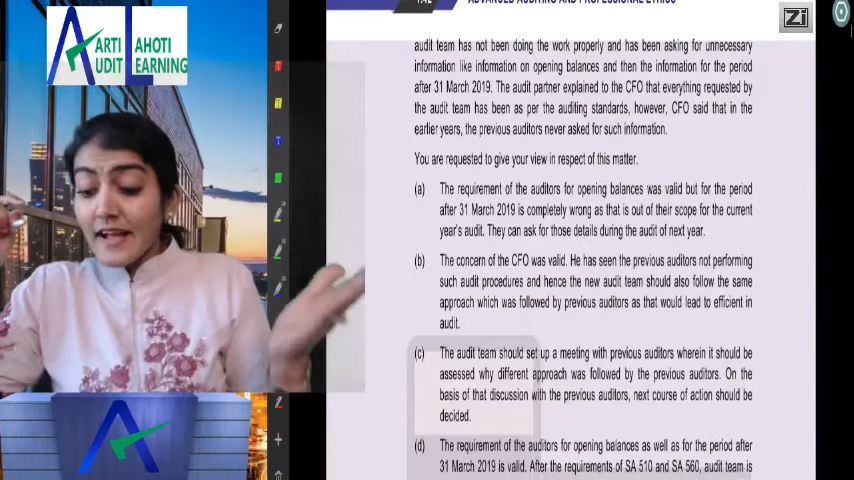 ARTI LAHOTI
AUDIT LEARNING
1.42
ADVANCED AUDITING AND PROFESSIONAL ETHICS
Zi
audit team has not been doing the work properly and has been asking for unnecessary
information like information on opening balances and then the information for the period
after 31 March 2019. The audit partner explained to the CFO that everything requested by
the audit team has been as per the auditing standards, however, CFO said that in the
earlier years, the previous auditors never asked for such information.
You are requested to give your view in respect of this matter.
(a) The requirement of the auditors for opening balances was valid but for the period
after 31 March 2019 is completely wrong as that is out of their scope for the current
year's audit. They can ask for those details during the audit of next year.
(b) The concern of the CFO was valid. He has seen the previous auditors not performing
such audit procedures and hence the new audit team should also follow the same
approach which was followed by previous auditors as that would lead to efficient in
audit.
(c) The audit team should set up a meeting with previous auditors wherein it should be
assessed why different approach was followed by the previous auditors. On the
basis of that discussion with the previous auditors, next course of action should be
decided.
(d) The requirement of the auditors for opening balances as well as for the period after
31 March 2019 is valid. After the requirements of SA 510 and SA 560, audit team is